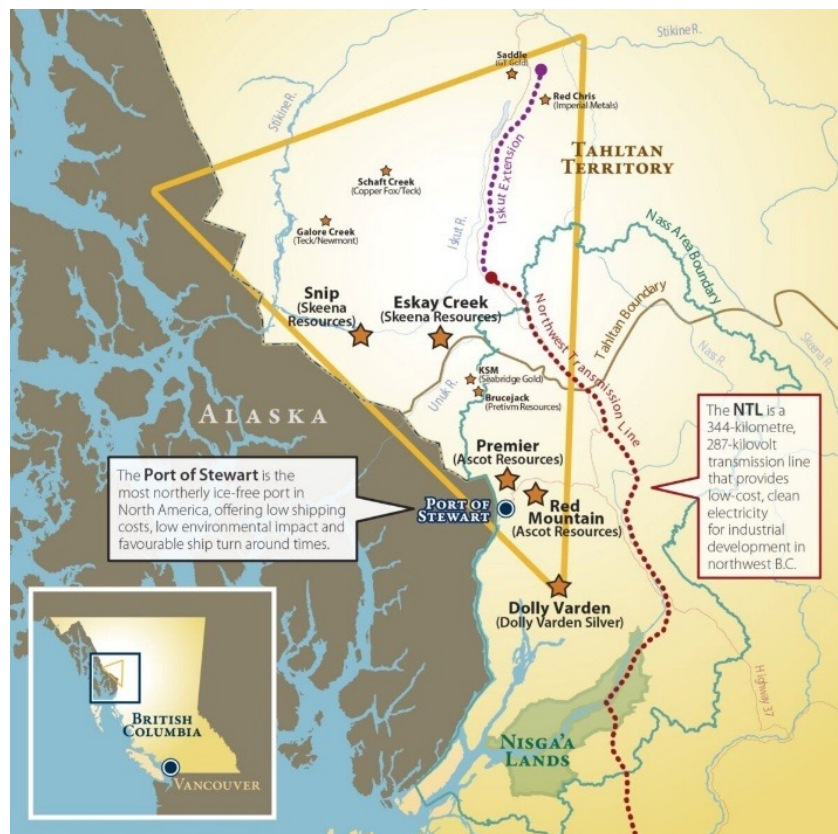 Stikine R.
Saddle
(GT Gold)
Red Chris
(Imperial Metals)
Stikine R.
TAHLTAN
TERRITORY
Schaft Creek
(Copper Fox/Teck)
Iskut Extension
Galore Creek
(Teck/Newmont)
Iskut R.
Nass Area Boundary
Snip
(Skeena
Resources)
Eskay Creek
(Skeena Resources)
Northwest Transmission Line
Tahltan Boundary
Nass R.
Skeena R.
KSM
(Seabridge Gold)
Unuk R.
Brucejack
(Pretivm Resources)
ALASKA
The NTL is a
344-kilometre,
287-kilovolt
transmission line
that provides
low-cost, clean
electricity
for industrial
development in
northwest B.C.
Premier
(Ascot Resources)
The Port of Stewart is the
most northerly ice-free port in
North America, offering low shipping
costs, low environmental impact and
favourable ship turn around times.
PORT OF
STEWART
Red
Mountain
(Ascot Resources)
Dolly Varden
(Dolly Varden Silver)
Highway 37
NISGA'A
LANDS
BRITISH
COLUMBIA
VANCOUVER